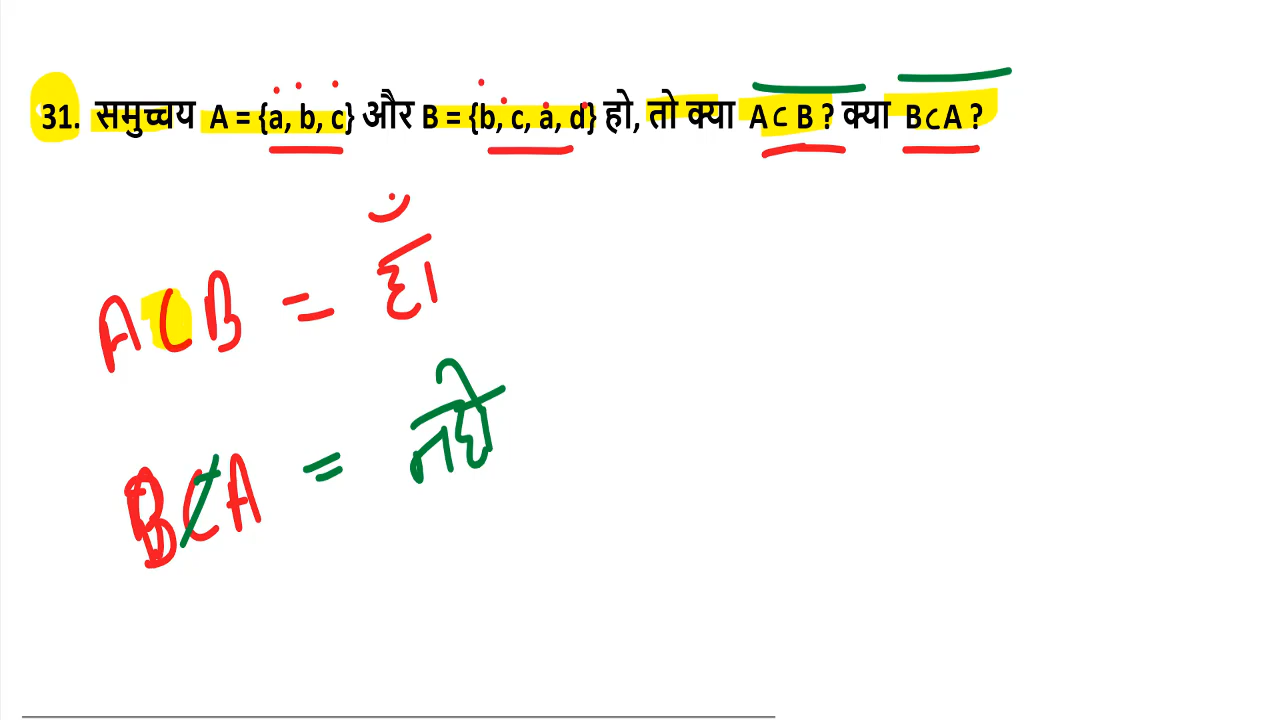 31. समुच्चय A = {a, b, c} और B = {b, c, a, d} हो, तो क्या A⊂ B ? क्या B⊂A ?
A ⊂ B = हाँ
B ⊄ A = नहीं